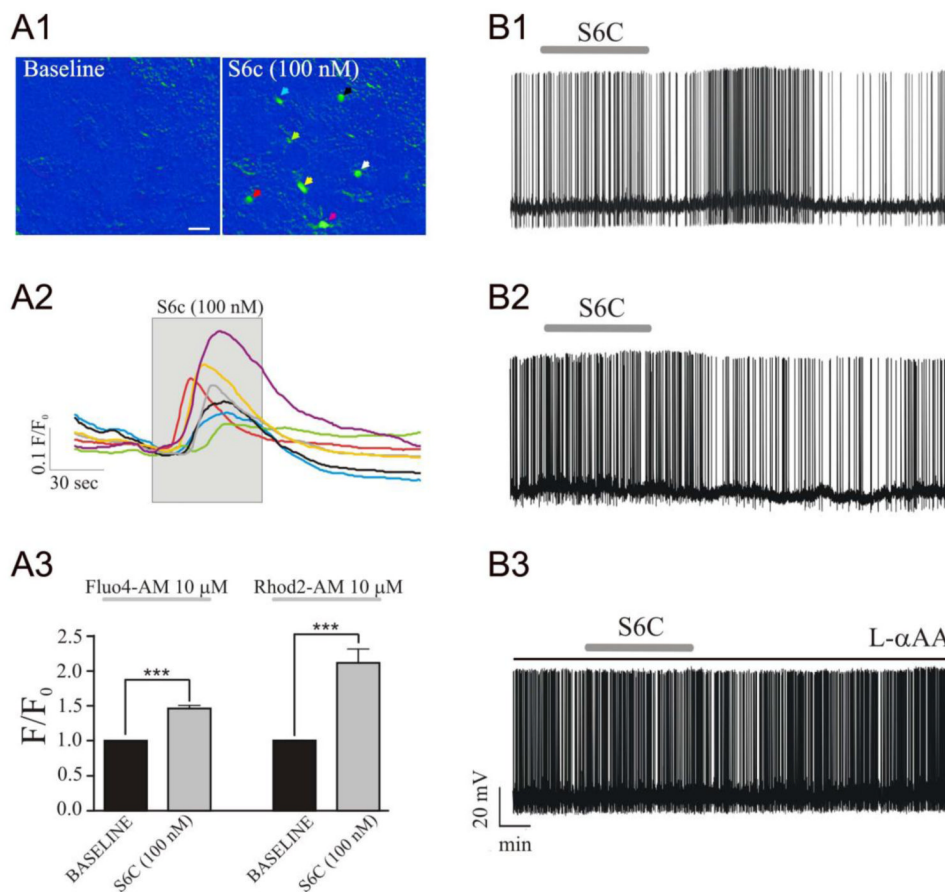 A1
Baseline
S6c (100 nM)
A2
S6c (100 nM)
0.1 F/F0
30 sec
A3
Fluo4-AM 10 μM
Rhod2-AM 10 μM
***
***
2.5
2.0
1.5
1.0
0.5
0.0
F/F0
BASELINE
S6C (100 nM)
BASELINE
S6C (100 nM)
B1
S6C
B2
S6C
B3
S6C
L-αAA
20 mV
min